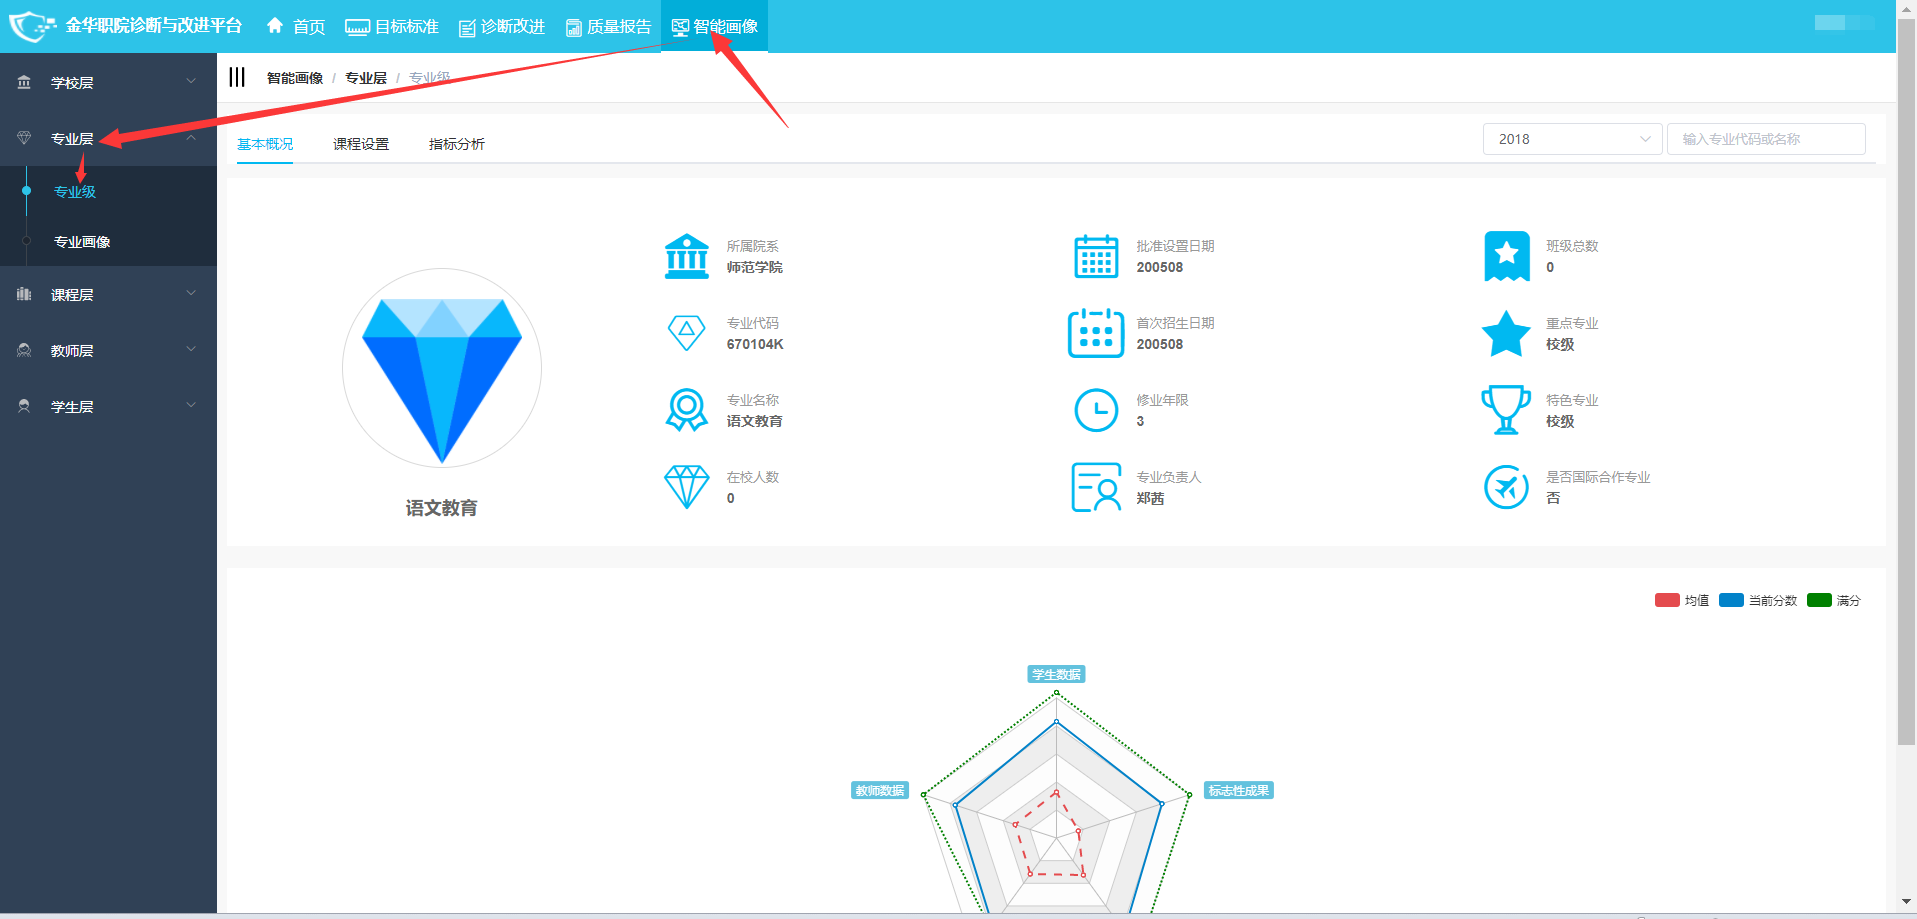 金华职院诊断与改进平台
首页
目标标准
诊断改进
质量报告
智能画像
学校层
专业层
专业级
专业画像
课程层
教师层
学生层
智能画像 / 专业层 / 专业级
基本概况
课程设置
指标分析
2018
输入专业代码或名称
语文教育
所属院系
师范学院
专业代码
670104K
专业名称
语文教育
在校人数
0
批准设置日期
200508
首次招生日期
200508
修业年限
3
专业负责人
郑茜
班级总数
0
重点专业
校级
特色专业
校级
是否国际合作专业
否
均值
当前分数
满分
学生数据
教师数据
标志性成果